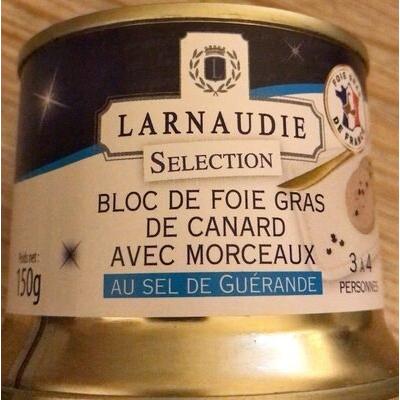 L
LARNAUDIE
SELECTION
FOIE GRAS
DE FRANCE
BLOC DE FOIE GRAS
DE CANARD
AVEC MORCEAUX
AU SEL DE GUÉRANDE
Poids net :
150g
3 à 4
PERSONNES